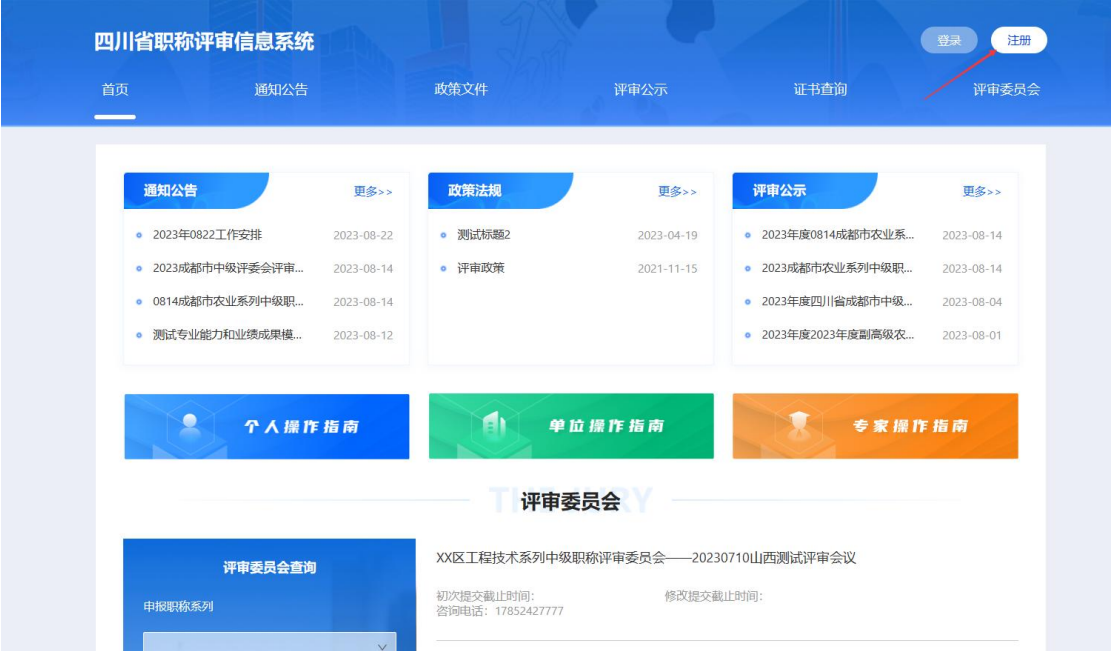 四川省职称评审信息系统
登录
注册
首页
通知公告
政策文件
评审公示
证书查询
评审委员会
通知公告
更多>>
2023年0822工作安排
2023-08-22
2023成都市中级评委会评审...
2023-08-14
0814成都市农业系列中级职...
2023-08-14
测试专业能力和业绩成果模...
2023-08-12
政策法规
更多>>
测试标题2
2023-04-19
评审政策
2021-11-15
评审公示
更多>>
2023年度0814成都市农业系...
2023-08-14
2023成都市农业系列中级职...
2023-08-14
2023年度四川省成都市中级...
2023-08-04
2023年度2023年度副高级农...
2023-08-01
个人操作指南
单位操作指南
专家操作指南
评审委员会
评审委员会查询
申报职称系列
XX区工程技术系列中级职称评审委员会——20230710山西测试评审会议
初次提交截止时间：
修改提交截止时间：
咨询电话：17852427777